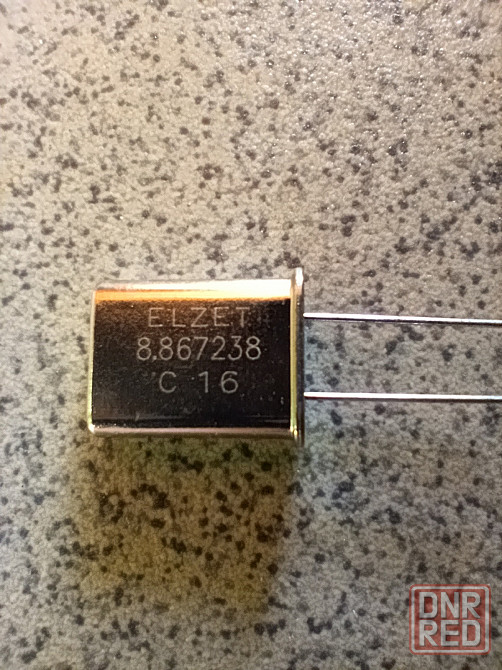 ELZET
8.867238
C 16
DNR
RED